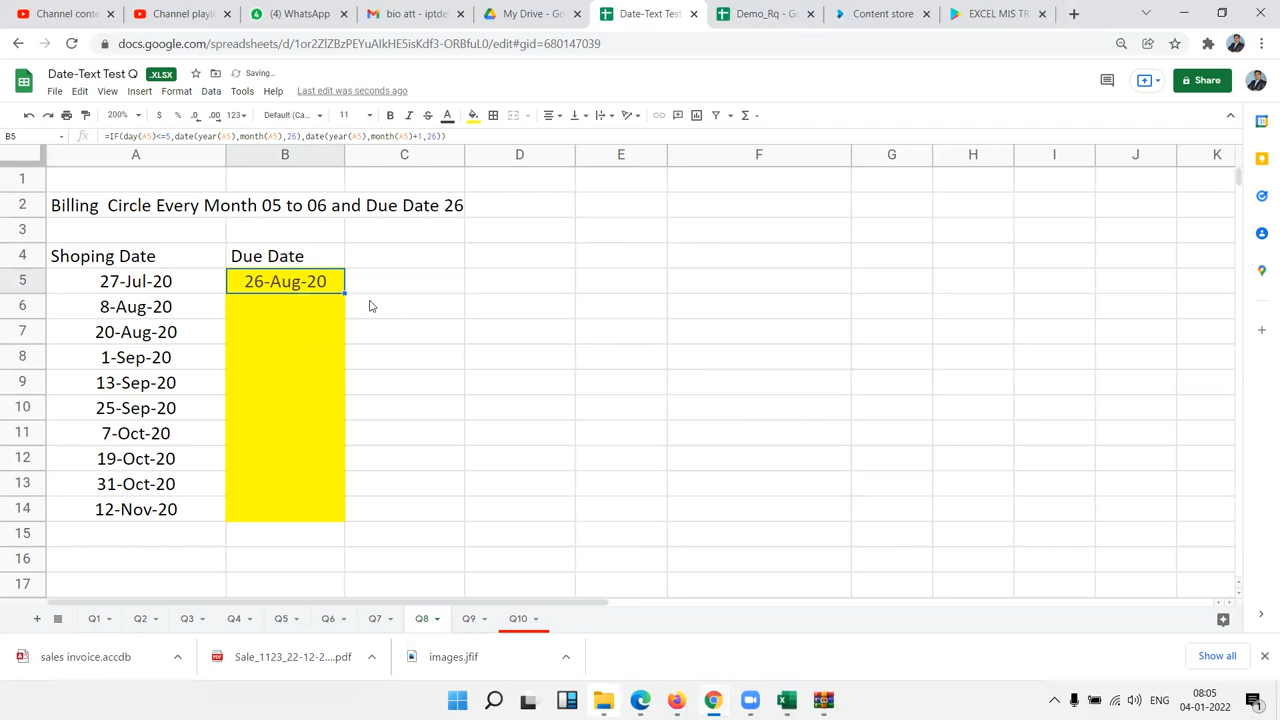 Content curato
Channel playli
(4) WhatsApp
bio att - iptde
My Drive - Goo
Date-Text Test
Demo_Rq - Go
Content store
EXCEL MIS TR
docs.google.com/spreadsheets/d/1or2ZlZBzPEYuAIkHE5isKdf3-ORBfuL0/edit#gid=680147039
Date-Text Test Q .XLSX Saving...
File Edit View Insert Format Data Tools Help Last edit was seconds ago
Share
200% $ % .0 .00 123 Default (Ca... 11 B I S A
B5 fx =IF(day(A5)<=5,date(year(A5),month(A5),26),date(year(A5),month(A5)+1,26))
A B C D E F G H I J K
1
2 Billing Circle Every Month 05 to 06 and Due Date 26
3
4 Shoping Date Due Date
5 27-Jul-20 26-Aug-20
6 8-Aug-20
7 20-Aug-20
8 1-Sep-20
9 13-Sep-20
10 25-Sep-20
11 7-Oct-20
12 19-Oct-20
13 31-Oct-20
14 12-Nov-20
15
16
17
Q1 Q2 Q3 Q4 Q5 Q6 Q7 Q8 Q9 Q10
sales invoice.accdb
Sale_1123_22-12-2....pdf
images.jfif
Show all
ENG
08:05
04-01-2022